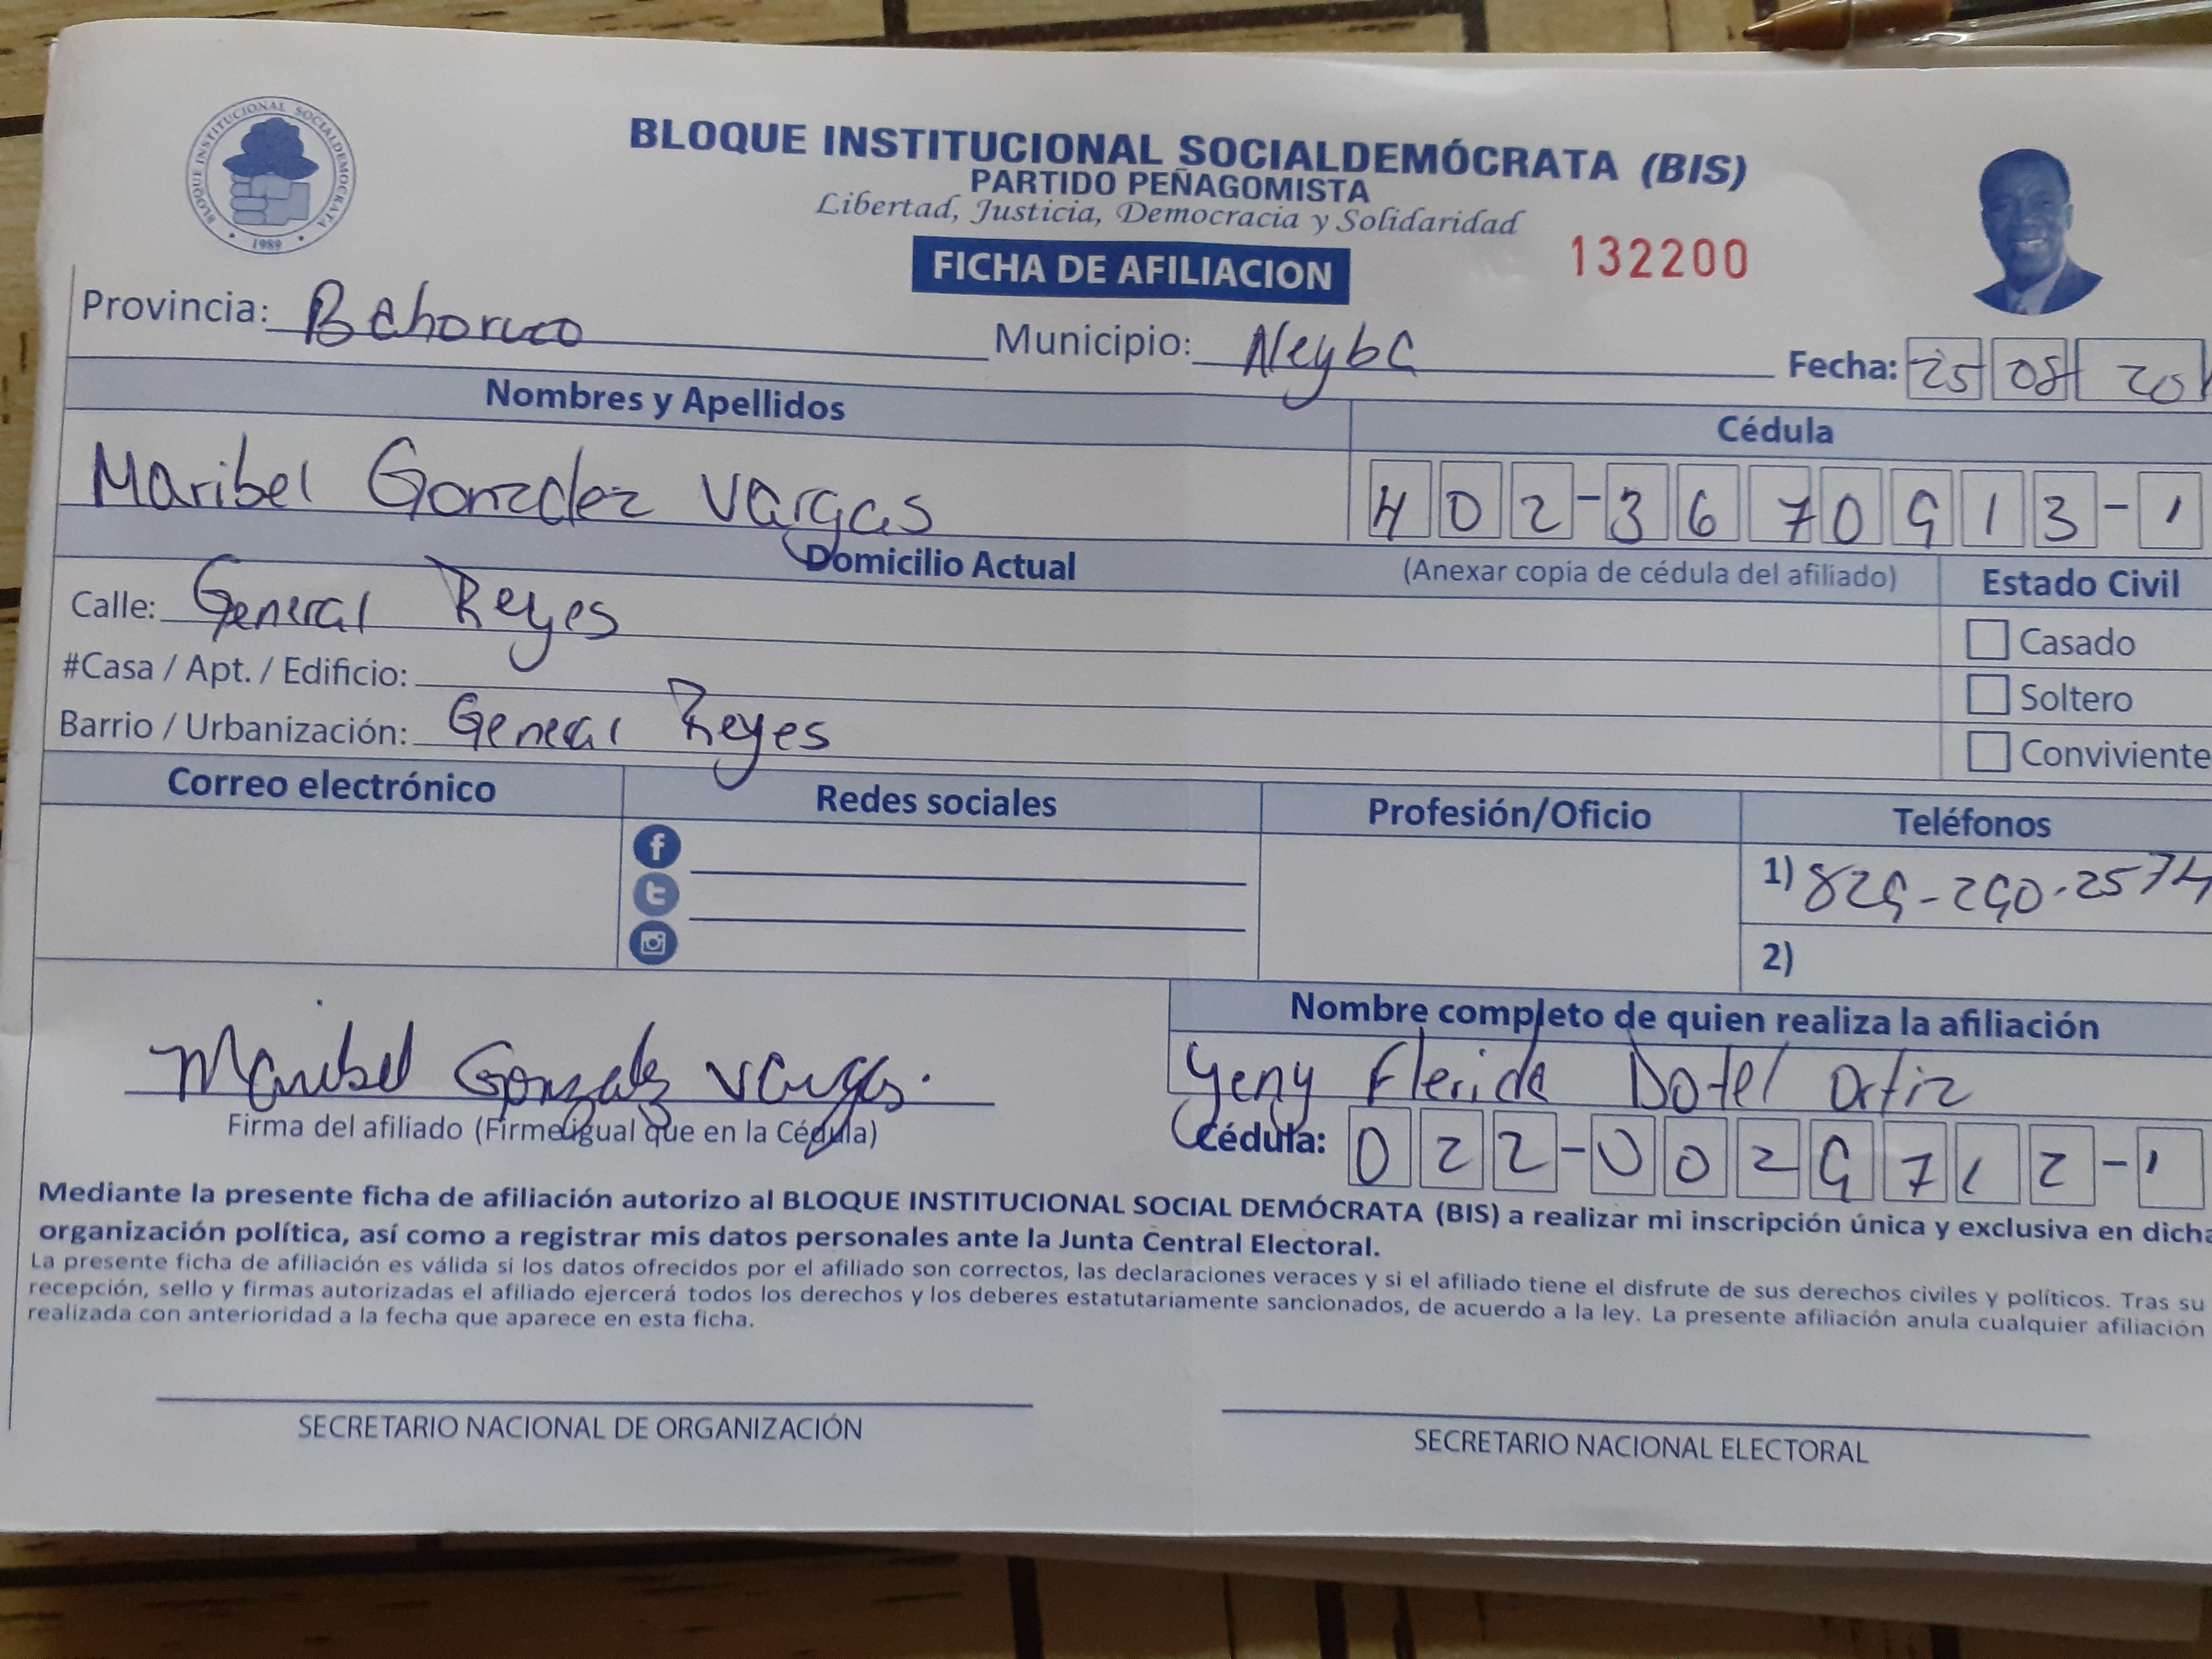 BLOQUE INSTITUCIONAL SOCIALDEMOCRATA
1989
BLOQUE INSTITUCIONAL SOCIALDEMÓCRATA (BIS)
PARTIDO PEÑAGOMISTA
Libertad, Justicia, Democracia y Solidaridad
FICHA DE AFILIACION
132200
Provincia: Bahoruco Municipio: Neyba Fecha: 25 08
Nombres y Apellidos Cédula
Maribel Gonzalez Vargas 402-3670913-1
Domicilio Actual (Anexar copia de cédula del afiliado) Estado Civil
Calle: General Reyes
Casado
#Casa / Apt. / Edificio:
Soltero
Barrio / Urbanización: General Reyes
Conviviente
Correo electrónico Redes sociales Profesión/Oficio Teléfonos
1) 829-290-2574
2)
Nombre completo de quien realiza la afiliación
Maribel Gonzalez Vargas. Yeny Flerida Dotel Ortiz
Firma del afiliado (Firme igual que en la Cédula) Cédula: 022-0029712-1
Mediante la presente ficha de afiliación autorizo al BLOQUE INSTITUCIONAL SOCIAL DEMÓCRATA (BIS) a realizar mi inscripción única y exclusiva en dicha
organización política, así como a registrar mis datos personales ante la Junta Central Electoral.
La presente ficha de afiliación es válida si los datos ofrecidos por el afiliado son correctos, las declaraciones veraces y si el afiliado tiene el disfrute de sus derechos civiles y políticos. Tras su
recepción, sello y firmas autorizadas el afiliado ejercerá todos los derechos y los deberes estatutariamente sancionados, de acuerdo a la ley. La presente afiliación anula cualquier afiliación
realizada con anterioridad a la fecha que aparece en esta ficha.
SECRETARIO NACIONAL DE ORGANIZACIÓN SECRETARIO NACIONAL ELECTORAL